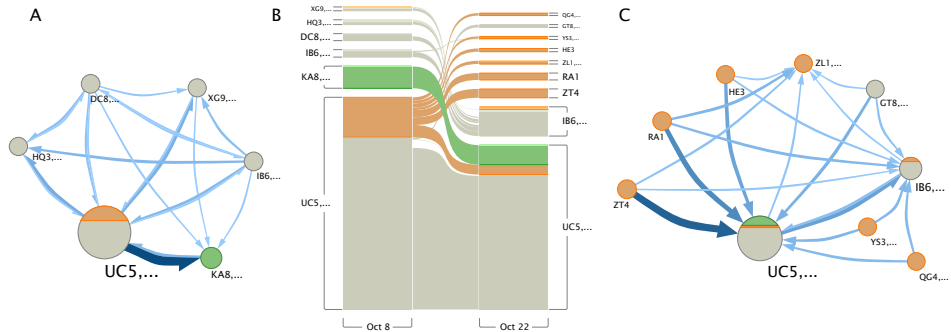 A
DC8,...
XG9,...
HQ3,...
IB6,...
UC5,...
KA8,...
B
XG9,...
HQ3,...
DC8,...
IB6,...
KA8,...
UC5,...
QG4,...
GT8,...
YS3,...
HE3
ZL1,...
RA1
ZT4
IB6,...
UC5,...
Oct 8
Oct 22
C
ZL1,...
HE3
GT8,...
RA1
IB6,...
ZT4
YS3,...
UC5,...
QG4,...